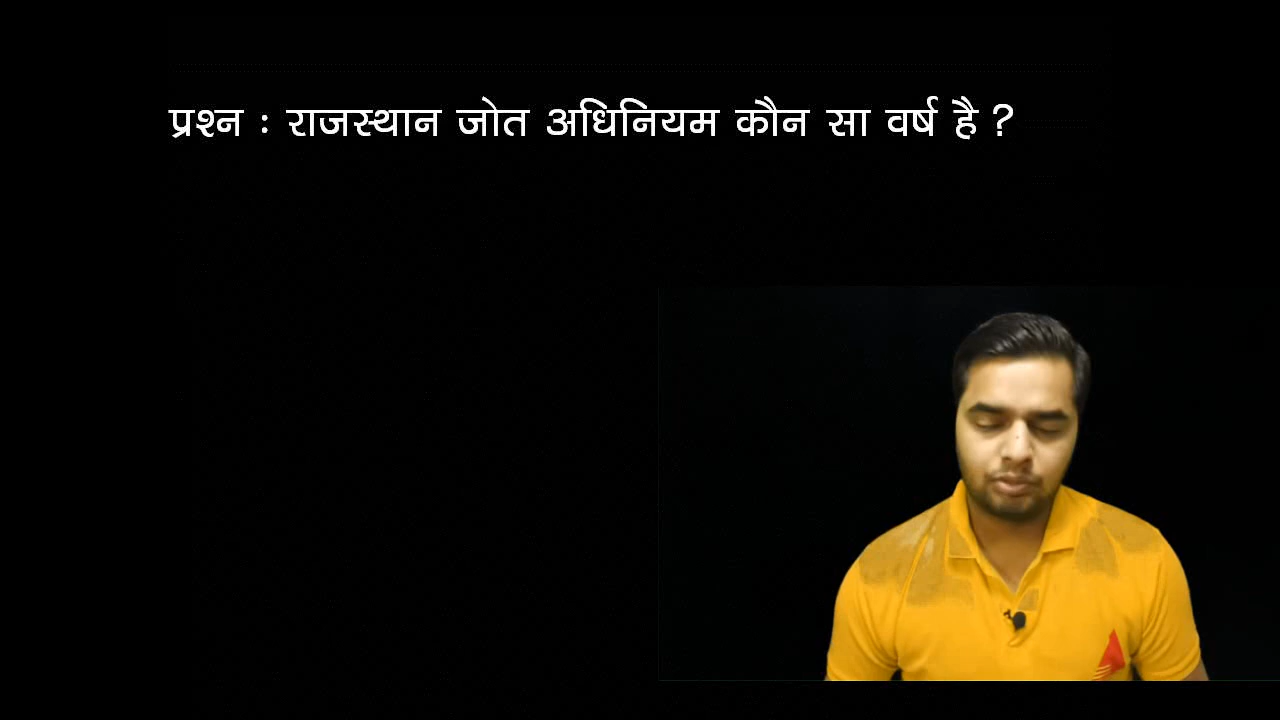 प्रश्न : राजस्थान जोत अधिनियम कौन सा वर्ष है ?